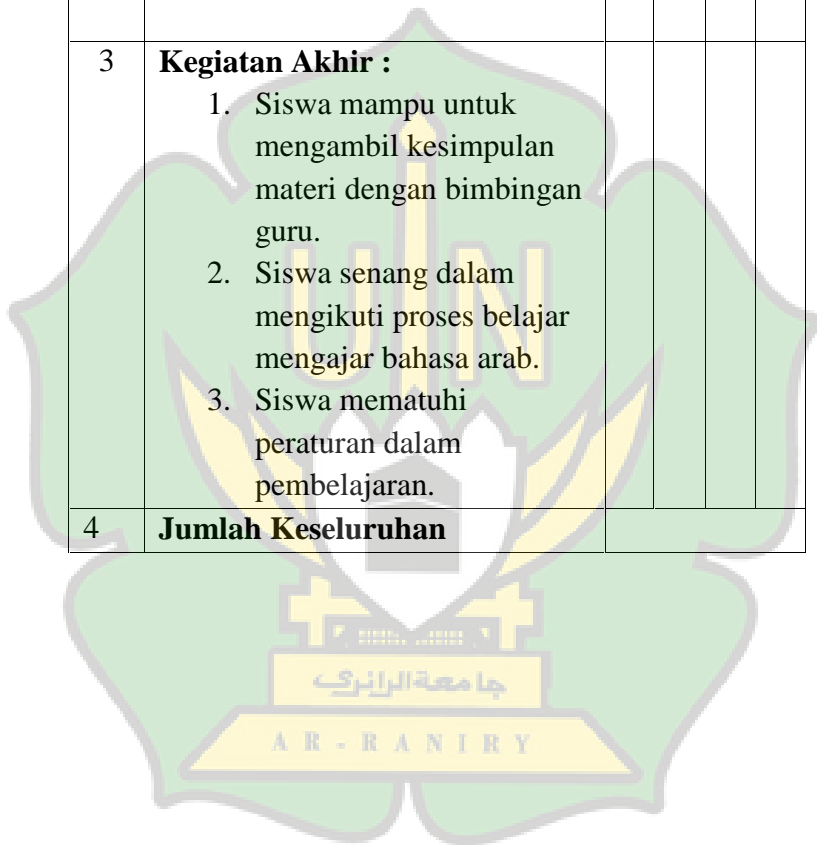 3 Kegiatan Akhir :
1. Siswa mampu untuk
mengambil kesimpulan
materi dengan bimbingan
guru.
2. Siswa senang dalam
mengikuti proses belajar
mengajar bahasa arab.
3. Siswa mematuhi
peraturan dalam
pembelajaran.
4 Jumlah Keseluruhan
UIN
جامعة الرانري
AR-RANIRY